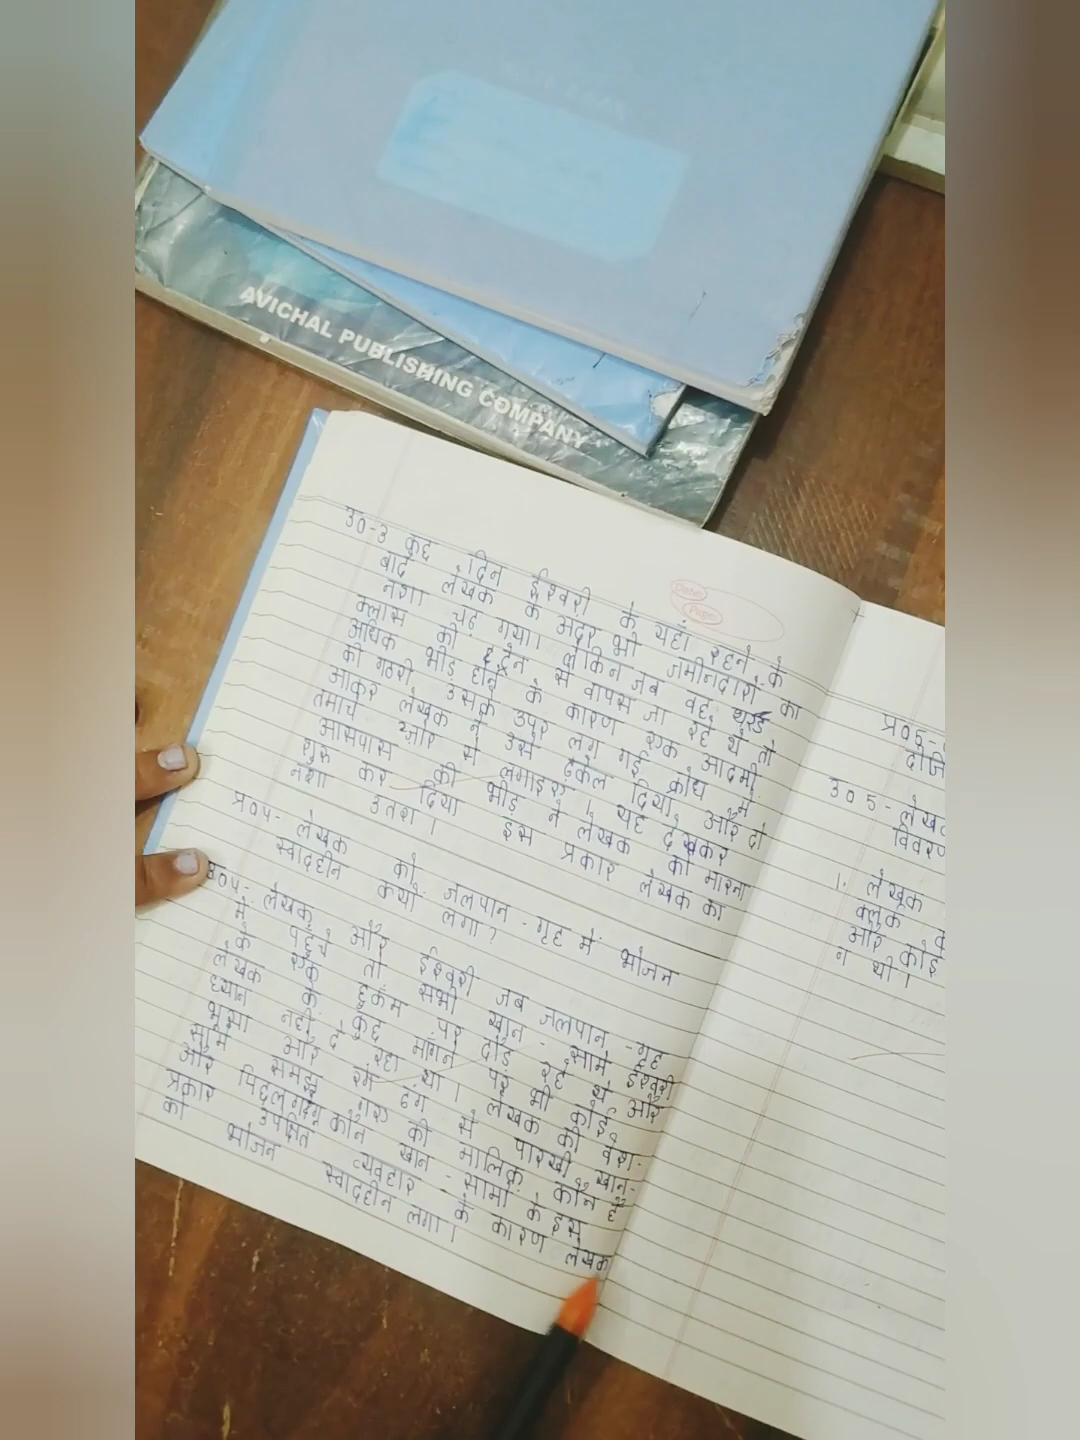 AVICHAL PUBLISHING COMPANY
Page
उ०-3 कुछ दिन ईश्वरी के यहाँ रहने के
बाद लेखक के अंदर भी जमीनदारों का
नशा चढ़ गया। लेकिन जब वह थर्ड
क्लास की ट्रेन से वापस जा रहे थे तो
अधिक भीड़ होने के कारण एक आदमी
की गठरी उसके उपर लग गई क्रोध में
आकर लेखक ने उसे ढकेल दिया और दो
तमाचे ज़ोर से लगाइए। यह देखकर
आसपास की भीड़ ने लेखक को मारना
शुरू कर दिया इस प्रकार लेखक का
नशा उतरा।
प्र०4- लेखक को जलपान - गृह में भोजन
स्वादहीन क्यों लगा?
उ०4- लेखक और ईश्वरी जब जलपान - गृह
में पहुँचे तो सभी खान - सामे ईश्वरी
के एक हुकम पर दौड़ रहे थे और
लेखक के कुछ मांगने पर भी कोई
ध्यान नहीं दे रहा था। लेखक की वेश-
भूषा और रंग ढंग से पारखी खान-
सामे समझ गए की मालिक कौन है
और पिछलग्गू कौन खान - सामों के इस
प्रकार उपेक्षित व्यवहार के कारण लेखक
को भोजन स्वादहीन लगा।
प्र०5-
उ०5- लेख
विवरण
1. लेखक
क्लर्क
और कोई
न थी।